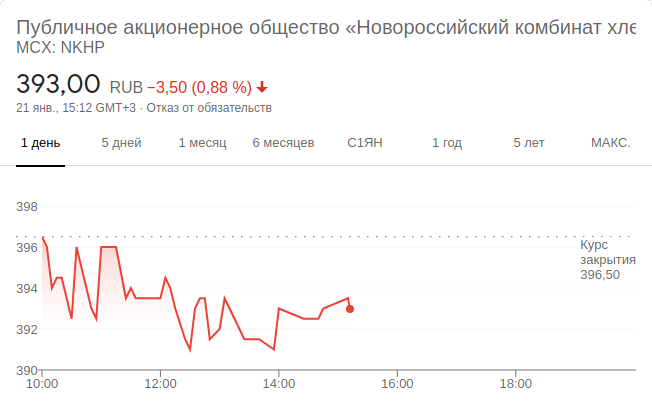 Публичное акционерное общество «Новороссийский комбинат хле
MCX: NKHP
393,00 RUB −3,50 (0,88 %)
21 янв., 15:12 GMT+3 · Отказ от обязательств
1 день 5 дней 1 месяц 6 месяцев С1ЯН 1 год 5 лет МАКС.
398
396
Курс
закрытия
396,50
394
392
390
10:00 12:00 14:00 16:00 18:00